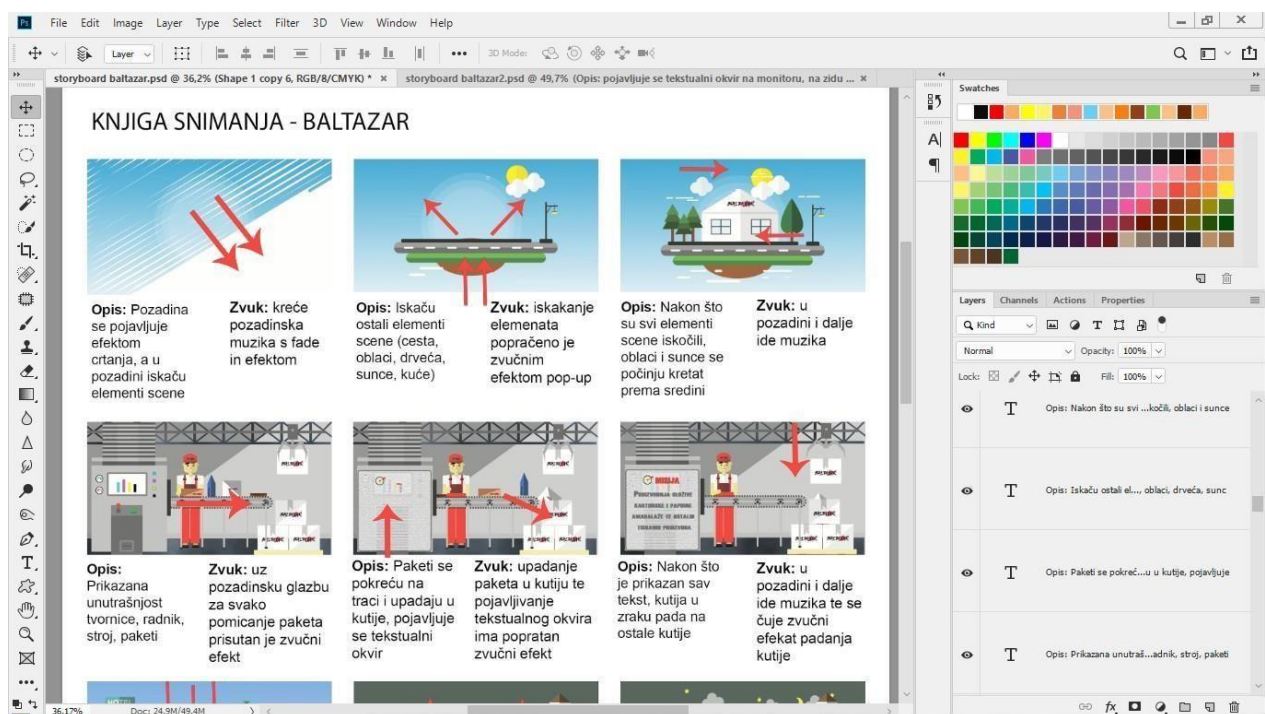 Ps File Edit Image Layer Type Select Filter 3D View Window Help
Layer 3D Mode:
storyboard baltazar.psd @ 36,2% (Shape 1 copy 6, RGB/8/CMYK) * × storyboard baltazar2.psd @ 49,7% (Opis: pojavljuje se tekstualni okvir na monitoru, na zidu ... ×
KNJIGA SNIMANJA - BALTAZAR
Opis: Pozadina
se pojavljuje
efektom
crtanja, a u
pozadini iskaču
elementi scene
Zvuk: kreće
pozadinska
muzika s fade
in efektom
Opis: Iskaču
ostali elementi
scene (cesta,
oblaci, drveća,
sunce, kuće)
Zvuk: iskakanje
elemenata
popračeno je
zvučnim
efektom pop-up
Opis: Nakon što
su svi elementi
scene iskočili,
oblaci i sunce se
počinju kretat
prema sredini
Zvuk: u
pozadini i dalje
ide muzika
MISIJA
Opis:
Prikazana
unutrašnjost
tvornice, radnik,
stroj, paketi
Zvuk: uz
pozadinsku glazbu
za svako
pomicanje paketa
prisutan je zvučni
efekt
Opis: Paketi se
pokreću na
traci i upadaju u
kutije, pojavljuje
se tekstualni
okvir
Zvuk: upadanje
paketa u kutiju te
pojavljivanje
tekstualnog okvira
ima popratan
zvučni efekt
Opis: Nakon što
je prikazan sav
tekst, kutija u
zraku pada na
ostale kutije
Zvuk: u
pozadini i dalje
ide muzika te se
čuje zvučni
efekat padanja
kutije
36,17% Doc: 24,9M/49,4M
Swatches
Layers Channels Actions Properties
Kind
Normal Opacity: 100%
Lock: Fill: 100%
Opis: Nakon što su svi ...kočili, oblaci i sunce
Opis: Iskaču ostali el..., oblaci, drveća, sunc
Opis: Paketi se pokreć...u u kutije, pojavljuje
Opis: Prikazana unutraš...adnik, stroj, paketi